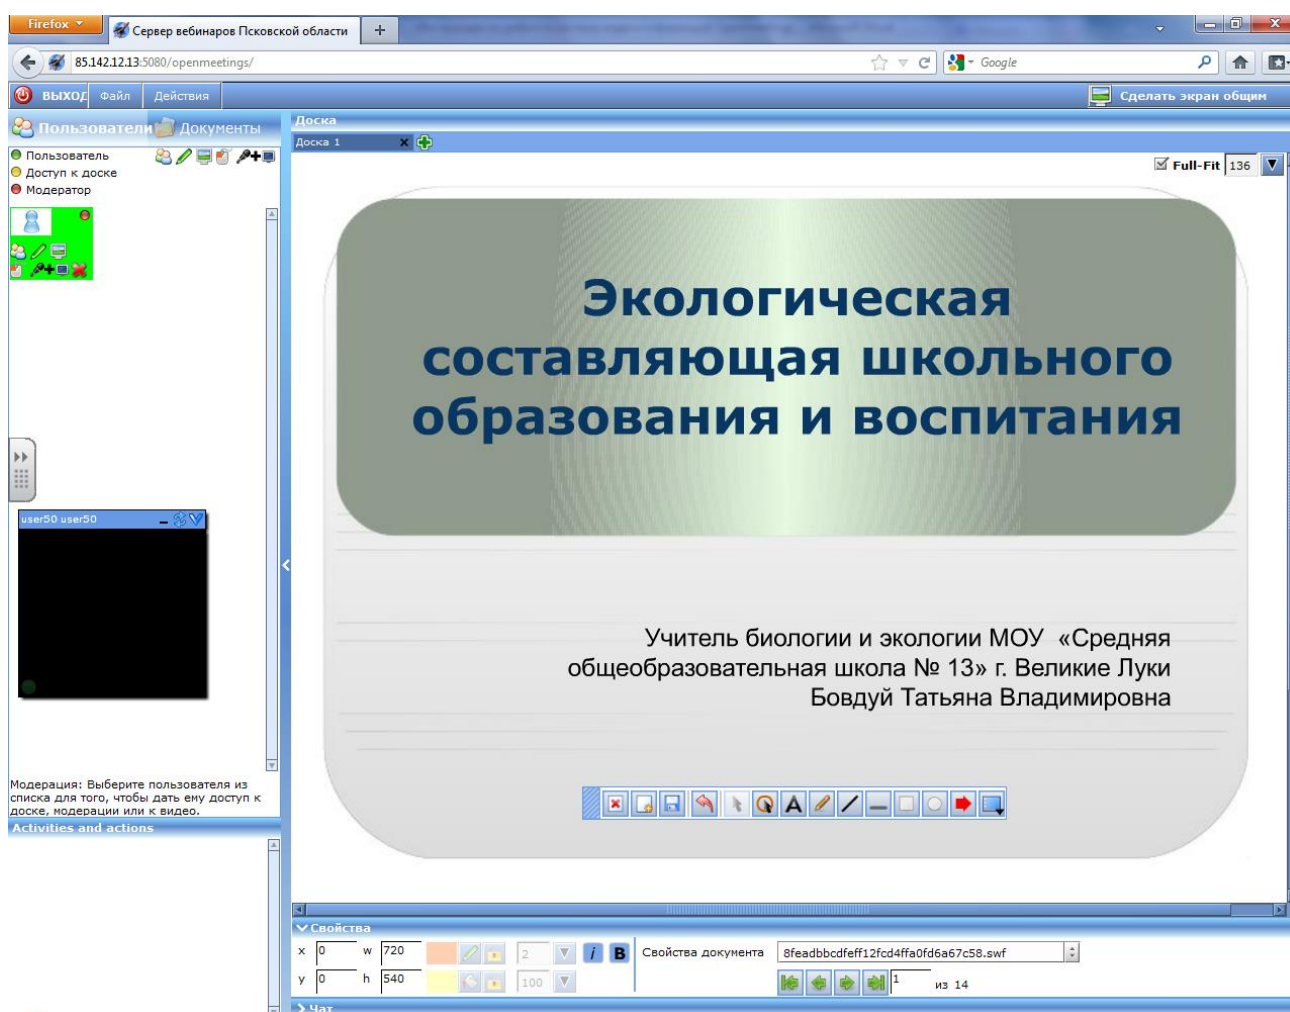 Firefox
Сервер вебинаров Псковской области
85.142.12.13:5080/openmeetings/
Google
выход Файл Действия
Сделать экран общим
Пользователи Документы
Пользователь
Доступ к доске
Модератор
user50 user50
Модерация: Выберите пользователя из
списка для того, чтобы дать ему доступ к
доске, модерации или к видео.
Activities and actions
Доска
Доска 1
Full-Fit 136
Экологическая
составляющая школьного
образования и воспитания
Учитель биологии и экологии МОУ «Средняя
общеобразовательная школа № 13» г. Великие Луки
Бовдуй Татьяна Владимировна
A
Свойства
x 0 w 720 2 i B Свойства документа 8feadbbcdfeff12fcd4ffa0fd6a67c58.swf
y 0 h 540 100 1 из 14
Чат